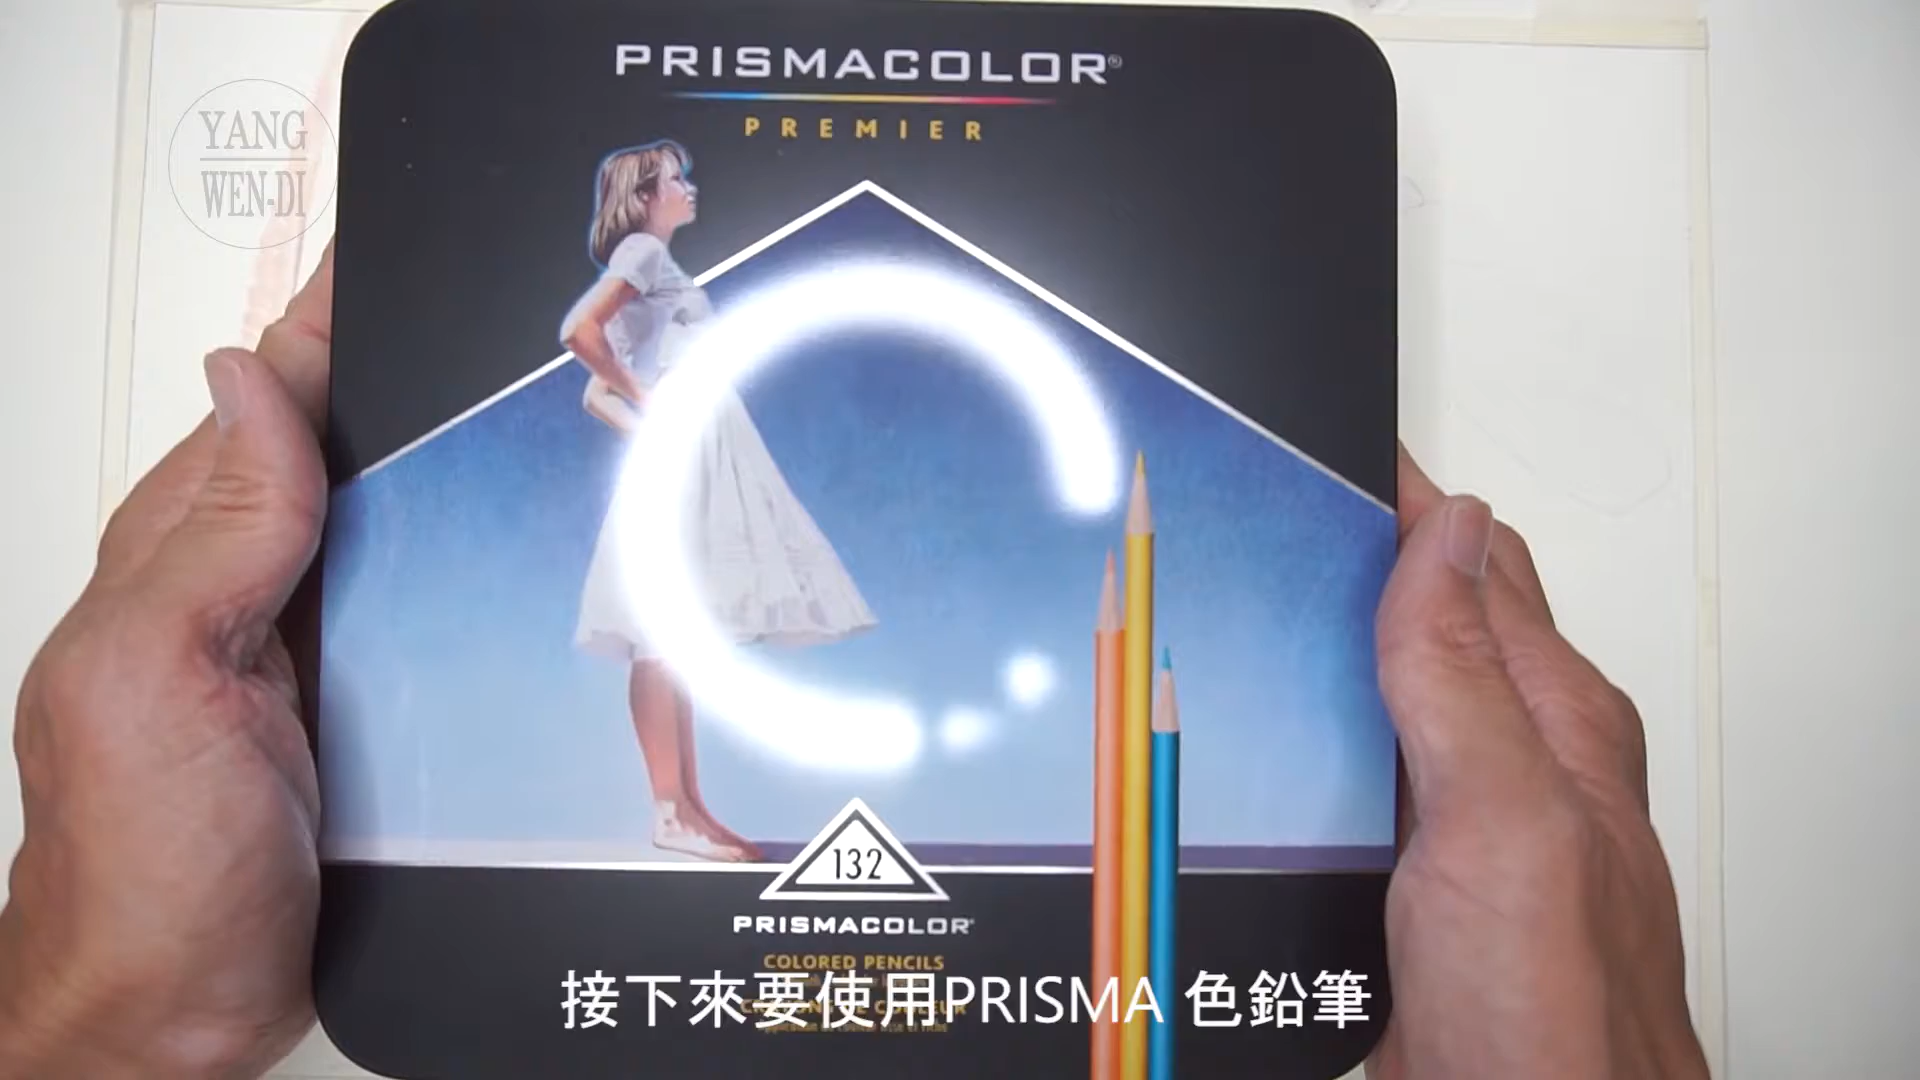 PRISMACOLOR®
PREMIER
YANG
WEN-DI
132
PRISMACOLOR®
COLORED PENCILS
接下來要使用PRISMA 色鉛筆